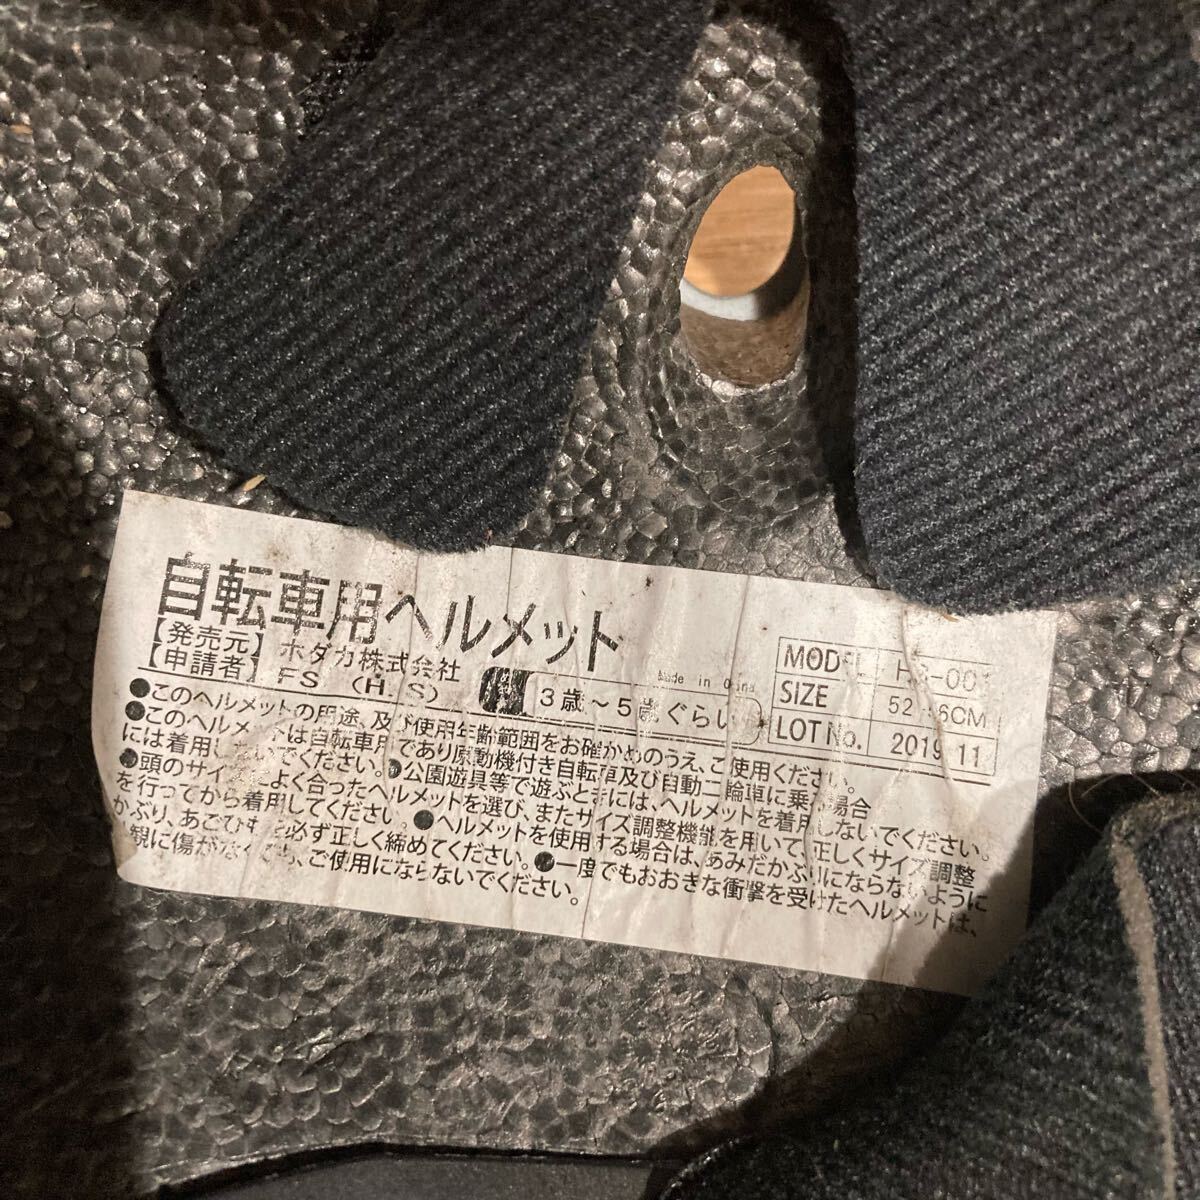 自転車用ヘルメット
【発売元】 ホダカ株式会社
【申請者】 FS (H.S)
Made in China
3歳～5歳ぐらい
MODEL
SIZE 52 6CM
LOT No. 2019 11
●このヘルメットの用途、及び使用年齢範囲をお確かめのうえ、ご使用ください。
●このヘルメットは自転車用であり原動機付き自転車及び自動二輪車に乗る場合
には着用しないでください。●公園遊具等で遊ぶときには、ヘルメットを着用しないでください。
●頭のサイズによく合ったヘルメットを選び、またサイズ調整機能を用いて、正しくサイズ調整
を行ってから着用してください。●ヘルメットを使用する場合は、あみだかぶりにならないように
かぶり、あごひもを必ず正しく締めてください。●一度でもおおきな衝撃を受けたヘルメットは、
観に傷がなくても、ご使用にならないでください。